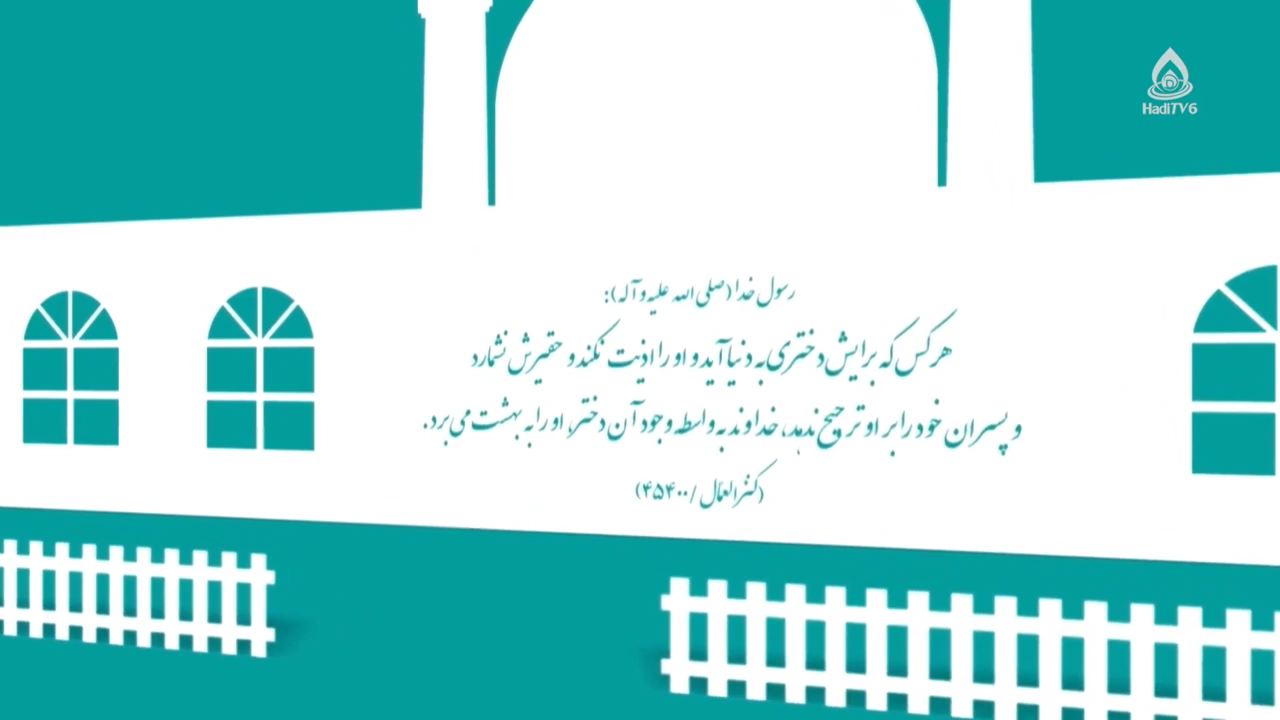 HadiTV6
رسول خدا (صلی الله علیه و آله):
هر کس که برایش دختری به دنیا آید و او را اذیت نکند و حقیرش نشمارد
و پسران خود را بر او ترجیح ندهد، خداوند به واسطه وجود آن دختر، او را به بهشت می برد.
(کنزالعمّال / ۴۵۴۰۰)